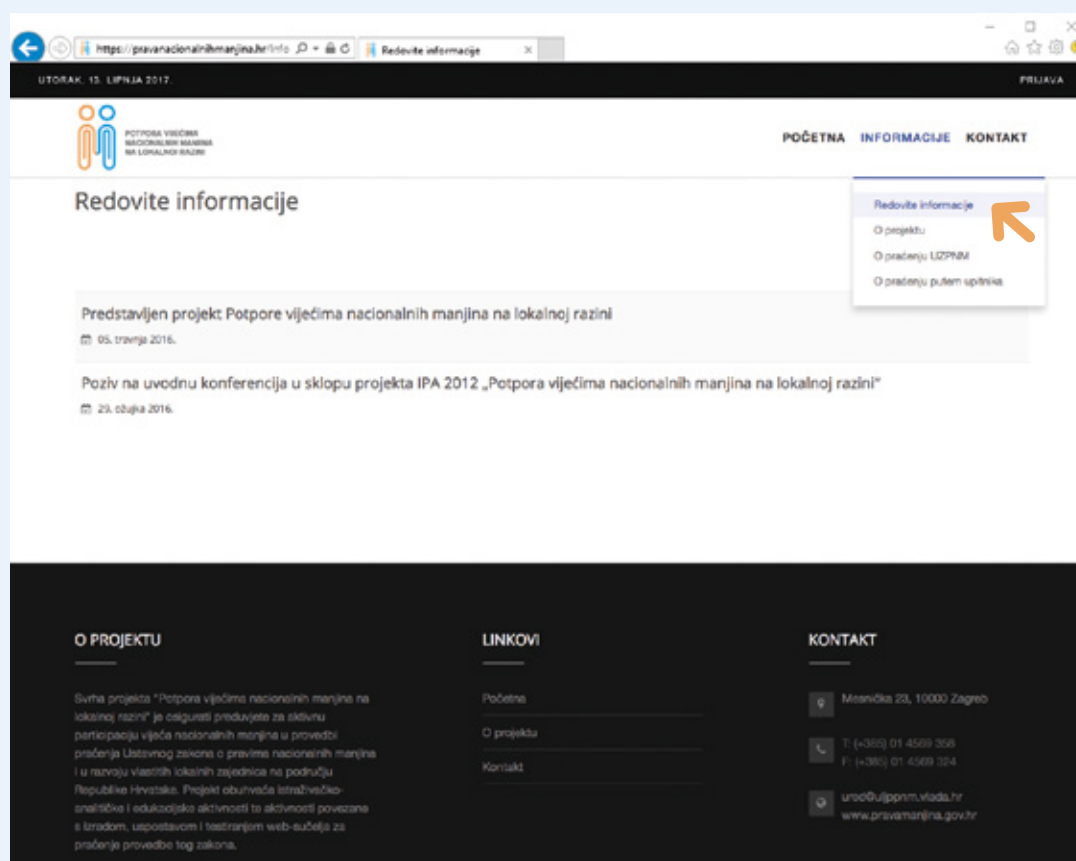 https://pravanacionalnihmanjina.hr/info
Redovite informacije
UTORAK, 13. LIPNJA 2017.
PRIJAVA
POTPORA VIJEĆIMA
NACIONALNIH MANJINA
NA LOKALNOJ RAZINI
POČETNA INFORMACIJE KONTAKT
Redovite informacije
Redovite informacije
O projektu
O praćenju UZPNM
O praćenju putem upitnika
Predstavljen projekt Potpore vijećima nacionalnih manjina na lokalnoj razini
05. travnja 2016.
Poziv na uvodnu konferencija u sklopu projekta IPA 2012 „Potpora vijećima nacionalnih manjina na lokalnoj razini“
29. ožujka 2016.
O PROJEKTU
Svrha projekta "Potpora vijećima nacionalnih manjina na
lokalnoj razini" je osigurati preduvjete za aktivnu
participaciju vijeća nacionalnih manjina u provedbi
praćenja Ustavnog zakona o pravima nacionalnih manjina
i u razvoju vlastitih lokalnih zajednica na području
Republike Hrvatske. Projekt obuhvaća istraživačko-
analitičke i edukacijske aktivnosti te aktivnosti povezane
s izradom, uspostavom i testiranjem web-sučelja za
praćenje provedbe tog zakona.
LINKOVI
Početna
O projektu
Kontakt
KONTAKT
Mesnička 23, 10000 Zagreb
T: (+385) 01 4569 358
F: (+385) 01 4569 324
ured@uljppnm.vlada.hr
www.pravamanjina.gov.hr